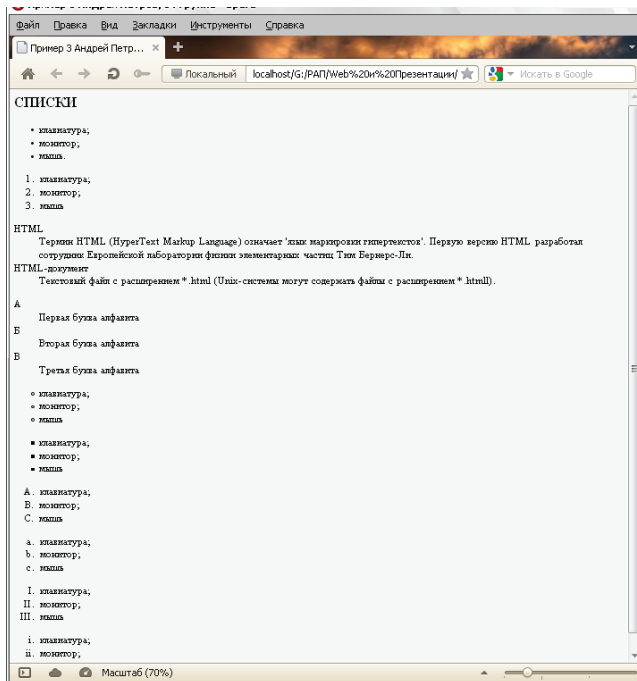 Файл Правка Вид Закладки Инструменты Справка
Пример 3 Андрей Петр... × +
Локальный localhost/G:/РАП/Web%20и%20Презентации/ Искать в Google
СПИСКИ
• клавиатура;
• монитор;
• мышь.
1. клавиатура;
2. монитор;
3. мышь
HTML
Термин HTML (HyperText Markup Language) означает 'язык маркировки гипертекстов'. Первую версию HTML разработал
сотрудник Европейской лаборатории физики элементарных частиц Тим Бернерс-Ли.
HTML-документ
Текстовый файл с расширением *.html (Unix-системы могут содержать файлы с расширением *.htmll).
А
Первая буква алфавита
Б
Вторая буква алфавита
В
Третья буква алфавита
клавиатура;
монитор;
мышь
клавиатура;
монитор;
мышь
A. клавиатура;
B. монитор;
C. мышь
a. клавиатура;
b. монитор;
c. мышь
I. клавиатура;
II. монитор;
III. мышь
i. клавиатура;
ii. монитор;
Масштаб (70%)